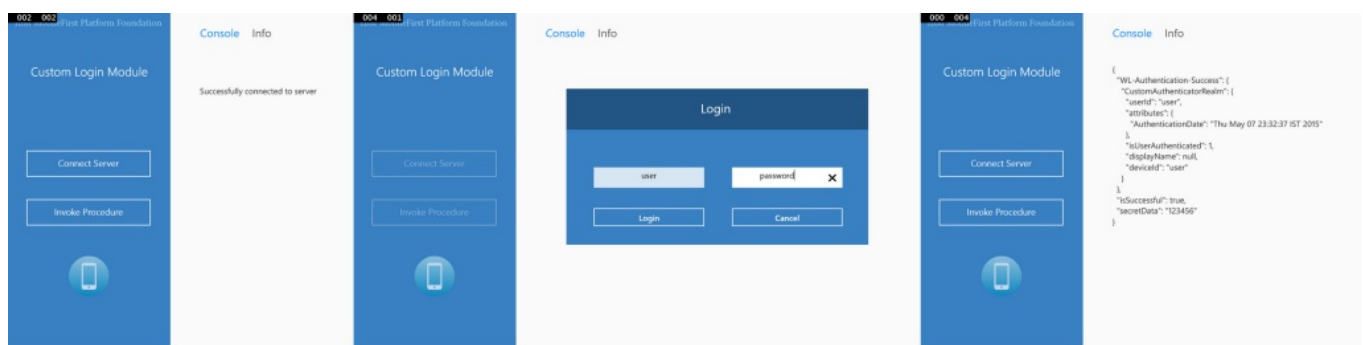 002 002
First Platform Foundation
Console Info
Custom Login Module
Successfully connected to server
Connect Server
Invoke Procedure
004 001
First Platform Foundation
Console Info
Custom Login Module
Connect Server
Invoke Procedure
Login
user
password
Login
Cancel
000 004
First Platform Foundation
Console Info
Custom Login Module
Connect Server
Invoke Procedure
{
"WL-Authentication-Success": {
"CustomAuthenticatorRealm": {
"userId": "user",
"attributes": {
"AuthenticationDate": "Thu May 07 23:32:37 IST 2015"
},
"isUserAuthenticated": 1,
"displayName": null,
"deviceId": "user"
}
},
"isSuccessful": true,
"secretData": "123456"
}